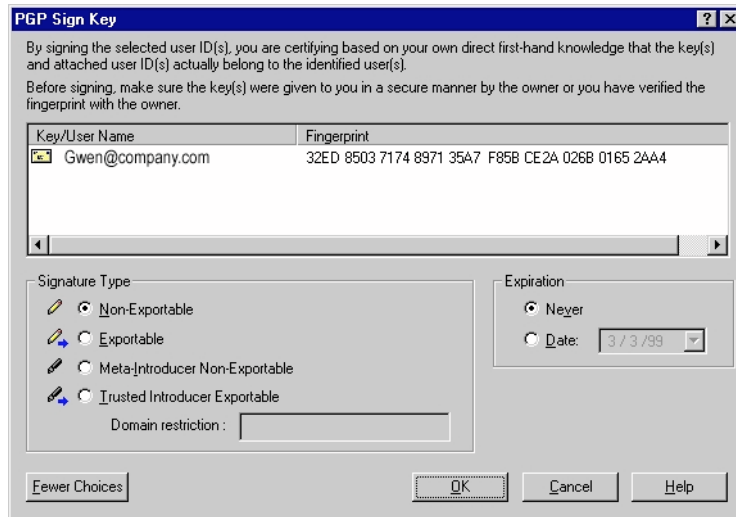 PGP Sign Key
By signing the selected user ID(s), you are certifying based on your own direct first-hand knowledge that the key(s)
and attached user ID(s) actually belong to the identified user(s).
Before signing, make sure the key(s) were given to you in a secure manner by the owner or you have verified the
fingerprint with the owner.
Key/User Name Fingerprint
Gwen@company.com 32ED 8503 7174 8971 35A7 F85B CE2A 026B 0165 2AA4
Signature Type
Non-Exportable
Exportable
Meta-Introducer Non-Exportable
Trusted Introducer Exportable
Domain restriction :
Expiration
Never
Date: 3 / 3 /99
Fewer Choices OK Cancel Help